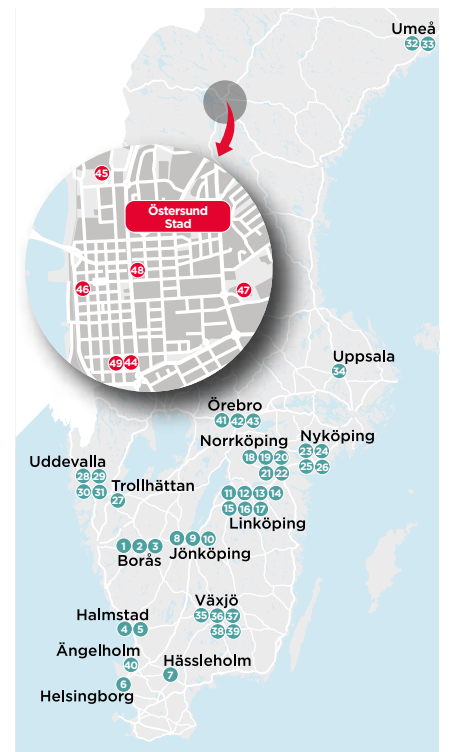 Umeå
32 33
45
Östersund
Stad
48
46
47
49 44
Uppsala
34
Örebro
41 42 43
Norrköping
18 19 20
21 22
Nyköping
23 24
25 26
Uddevalla
28 29
30 31
Trollhättan
27
11 12 13 14
15 16 17
Linköping
1 2 3
Borås
8 9 10
Jönköping
Växjö
35 36 37
38 39
Halmstad
4 5
Ängelholm
40
Hässleholm
7
6
Helsingborg